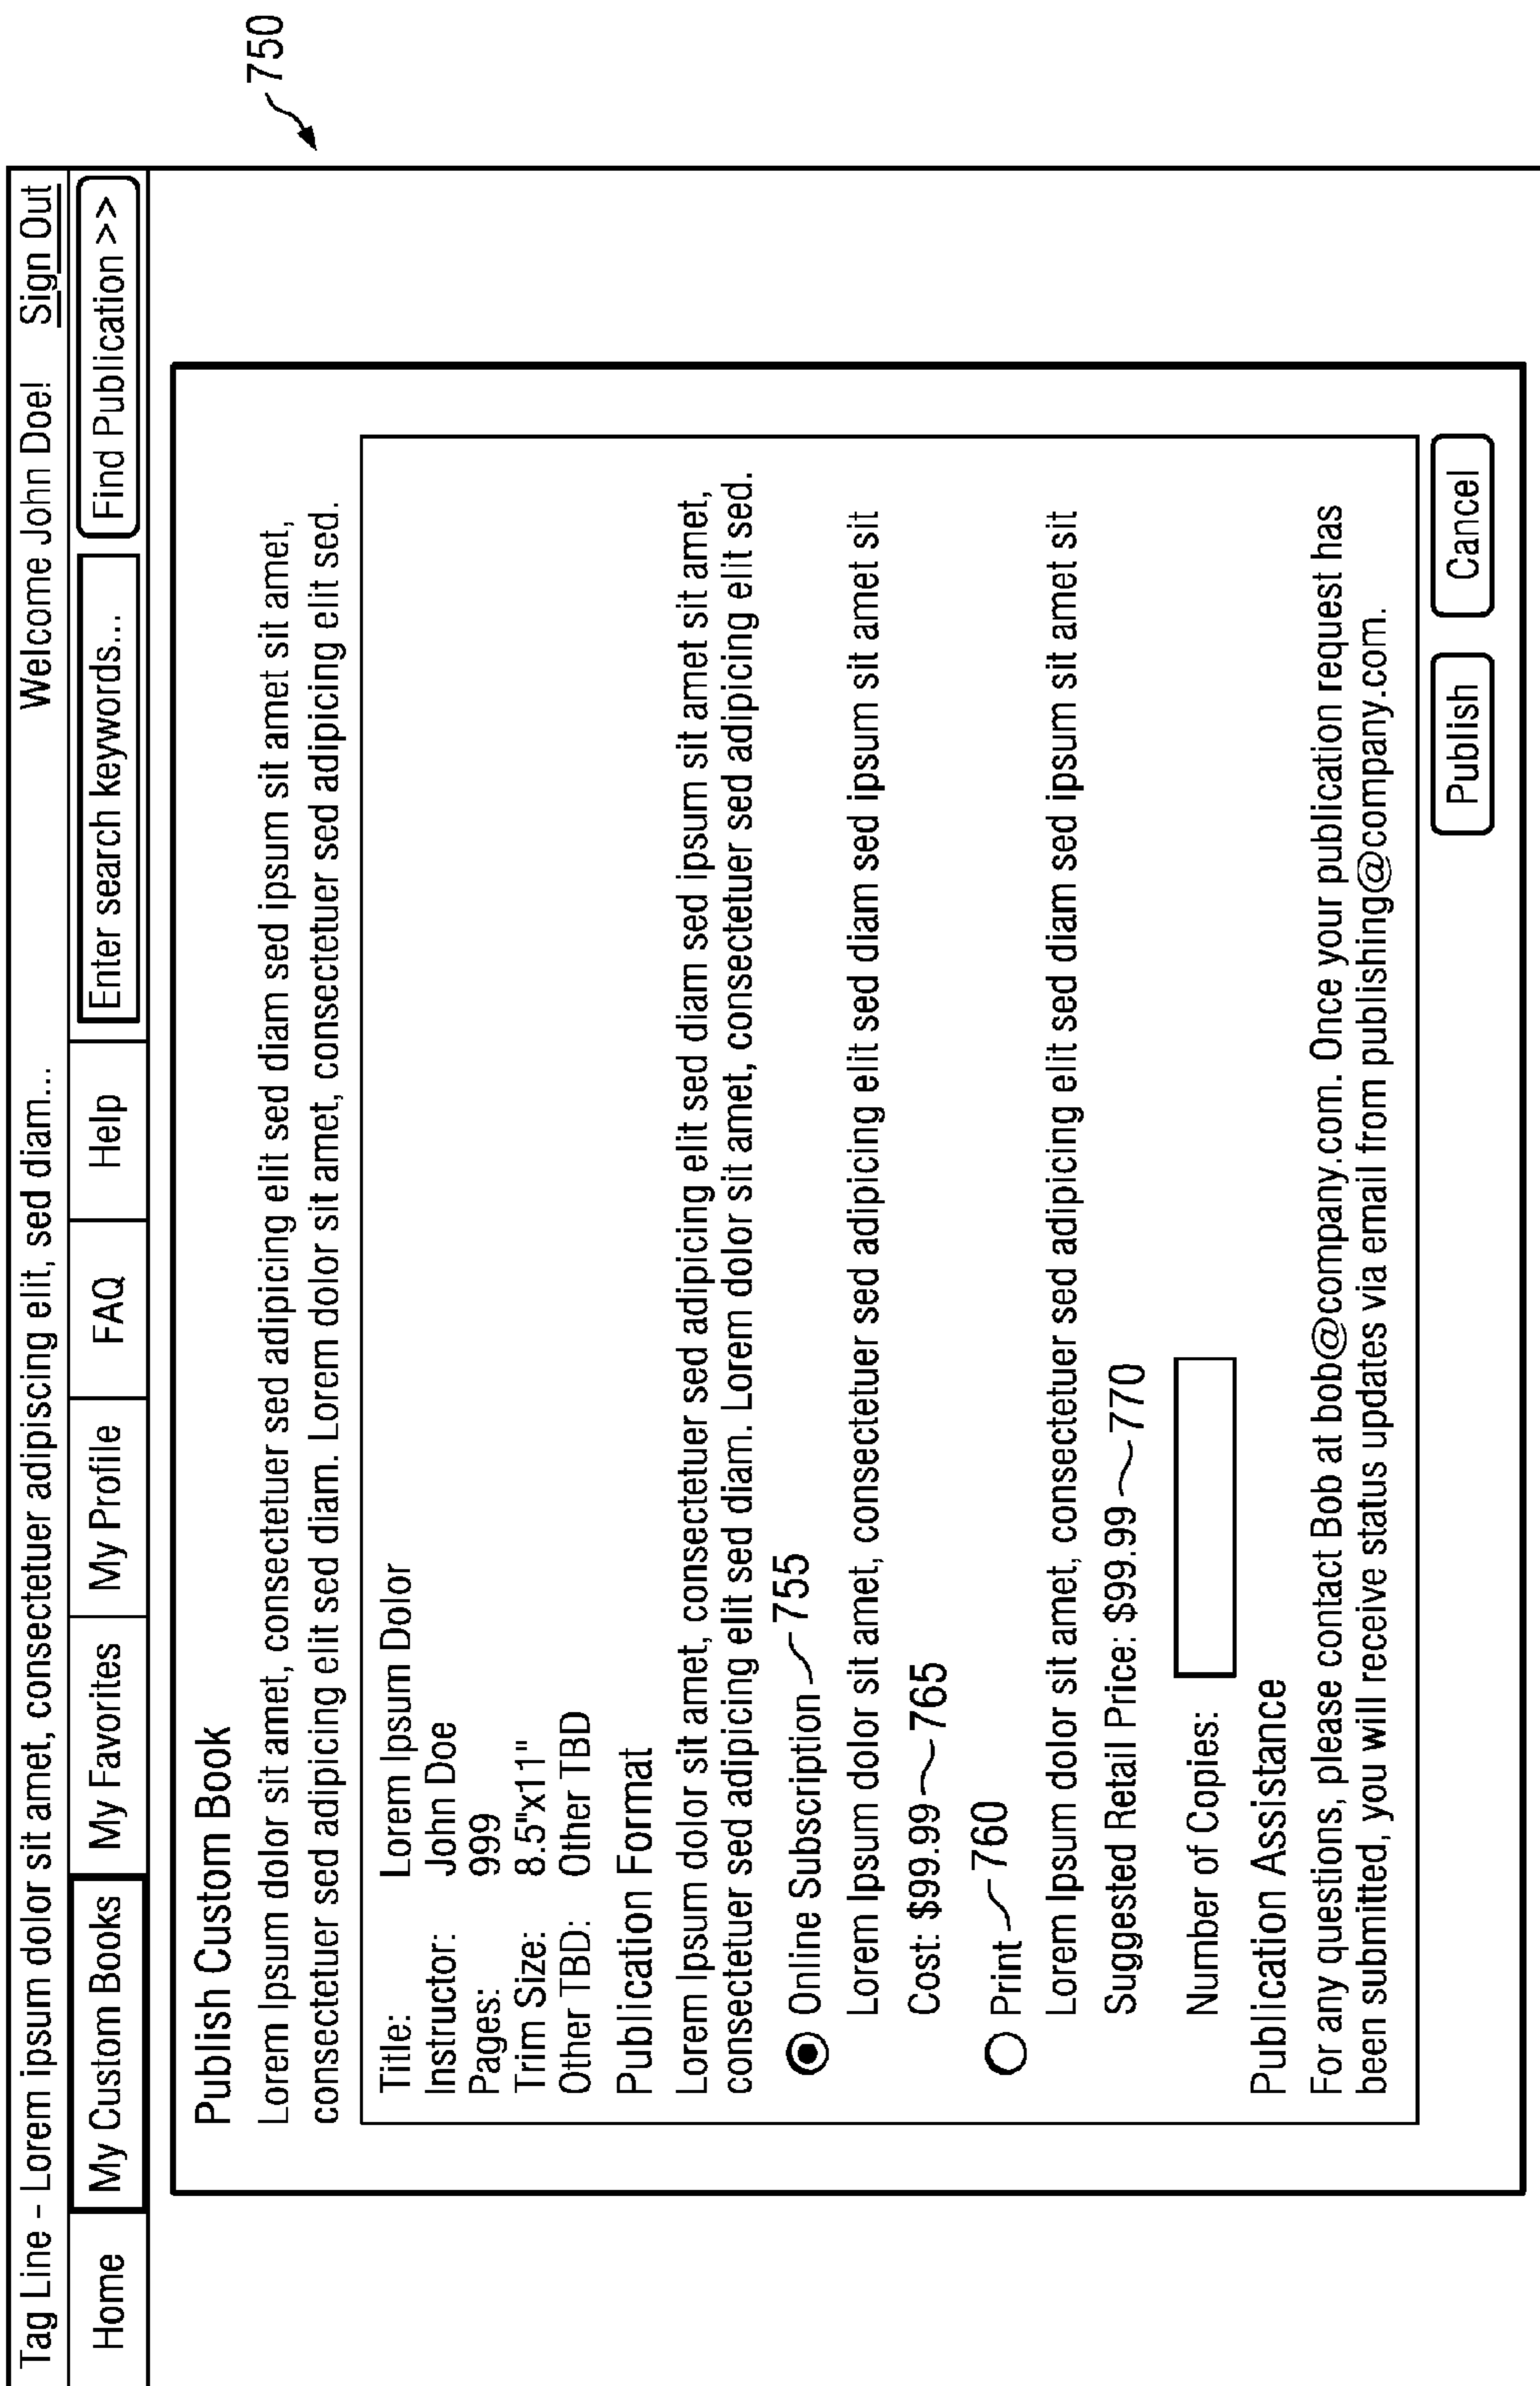 Tag Line - Lorem ipsum dolor sit amet, consectetuer adipiscing elit, sed diam... Welcome John Doe! Sign Out
Home My Custom Books My Favorites My Profile FAQ Help Enter search keywords... Find Publication >>
750
Publish Custom Book
Lorem Ipsum dolor sit amet, consectetuer sed adipicing elit sed diam sed ipsum sit amet sit amet,
consectetuer sed adipicing elit sed diam. Lorem dolor sit amet, consectetuer sed adipicing elit sed.
Title: Lorem Ipsum Dolor
Instructor: John Doe
Pages: 999
Trim Size: 8.5"x11"
Other TBD: Other TBD
Publication Format
Lorem Ipsum dolor sit amet, consectetuer sed adipicing elit sed diam sed ipsum sit amet sit amet,
consectetuer sed adipicing elit sed diam. Lorem dolor sit amet, consectetuer sed adipicing elit sed.
Online Subscription 755
Lorem Ipsum dolor sit amet, consectetuer sed adipicing elit sed diam sed ipsum sit amet sit
Cost: $99.99 765
Print 760
Lorem Ipsum dolor sit amet, consectetuer sed adipicing elit sed diam sed ipsum sit amet sit
Suggested Retail Price: $99.99 770
Number of Copies:
Publication Assistance
For any questions, please contact Bob at bob@company.com. Once your publication request has
been submitted, you will receive status updates via email from publishing@company.com.
Publish Cancel